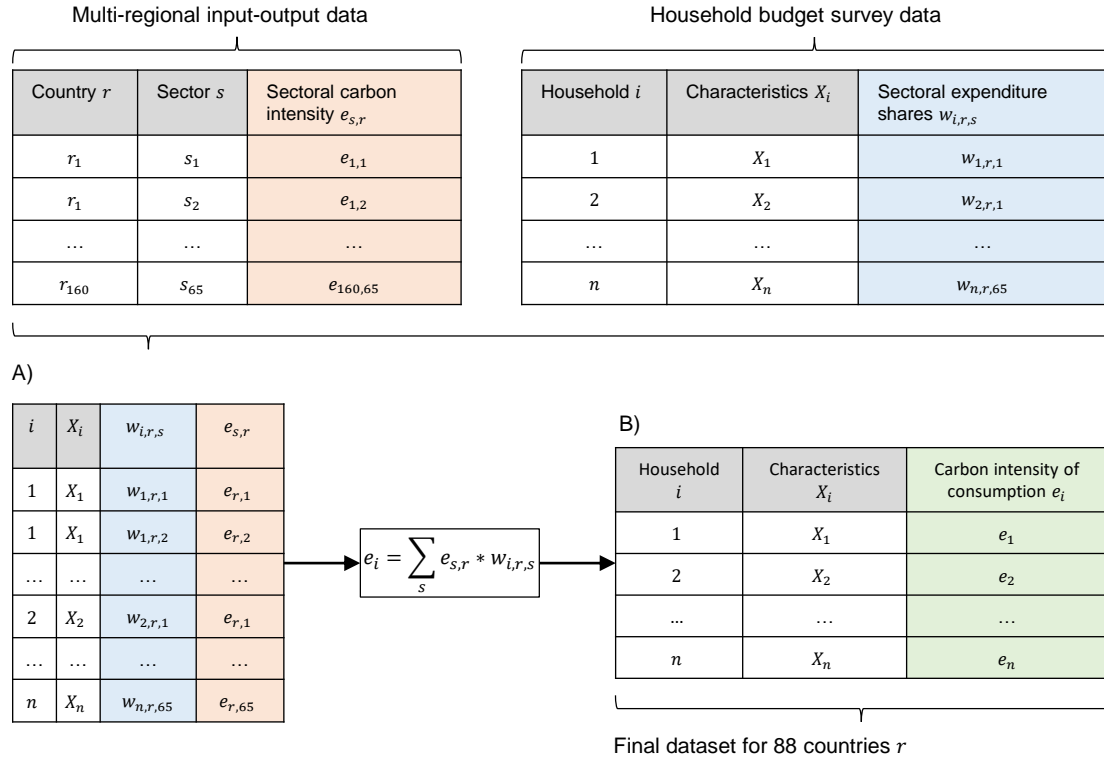 Multi-regional input-output data
Household budget survey data
Country r Sector s Sectoral carbon
intensity e_{s,r}
r_1 s_1 e_{1,1}
r_1 s_2 e_{1,2}
… … …
r_{160} s_{65} e_{160,65}
Household i Characteristics X_i Sectoral expenditure
shares w_{i,r,s}
1 X_1 w_{1,r,1}
2 X_2 w_{2,r,1}
… … …
n X_n w_{n,r,65}
A)
i X_i w_{i,r,s} e_{s,r}
1 X_1 w_{1,r,1} e_{r,1}
1 X_1 w_{1,r,2} e_{r,2}
… … … …
2 X_2 w_{2,r,1} e_{r,1}
… … … …
n X_n w_{n,r,65} e_{r,65}
e_i = ∑_s e_{s,r} * w_{i,r,s}
B)
Household Characteristics Carbon intensity of
i X_i consumption e_i
1 X_1 e_1
2 X_2 e_2
... … …
n X_n e_n
Final dataset for 88 countries r